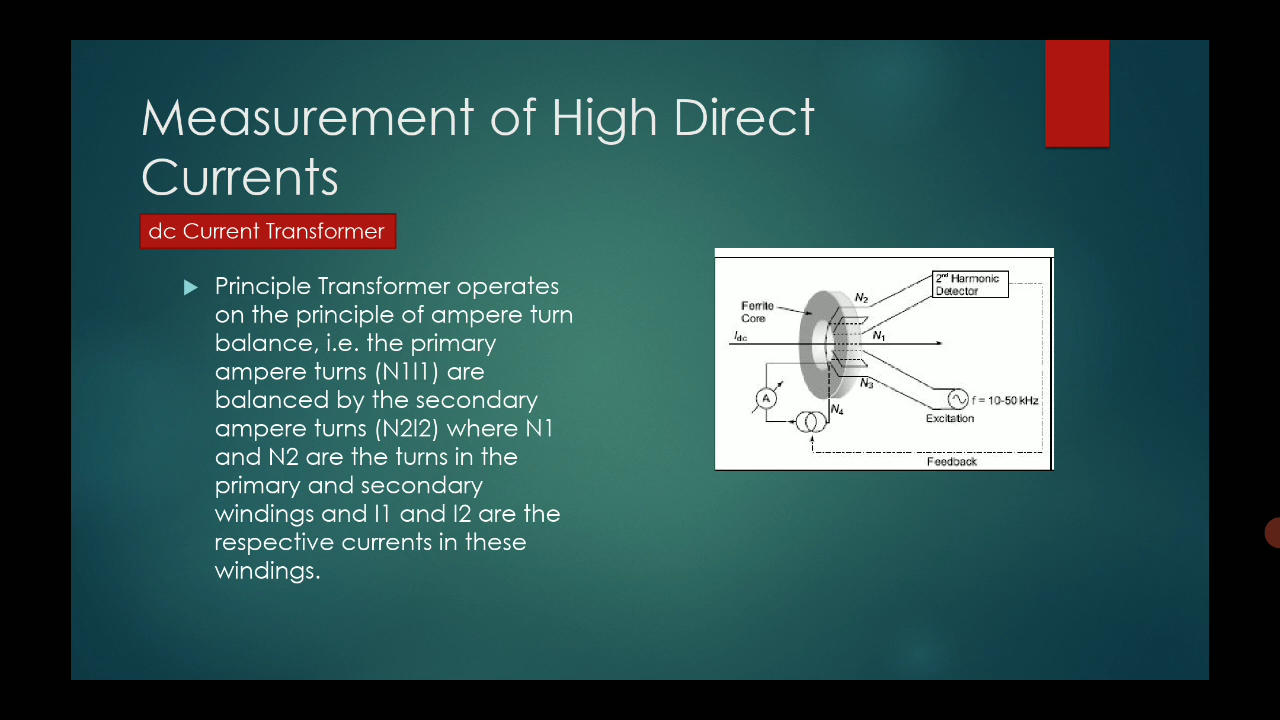 Measurement of High Direct
Currents
dc Current Transformer
Principle Transformer operates
on the principle of ampere turn
balance, i.e. the primary
ampere turns (N1I1) are
balanced by the secondary
ampere turns (N2I2) where N1
and N2 are the turns in the
primary and secondary
windings and I1 and I2 are the
respective currents in these
windings.
2nd Harmonic
Detector
N2
Ferrite
Core
Idc
N1
N3
A
N4
f = 10-50 kHz
Excitation
Feedback